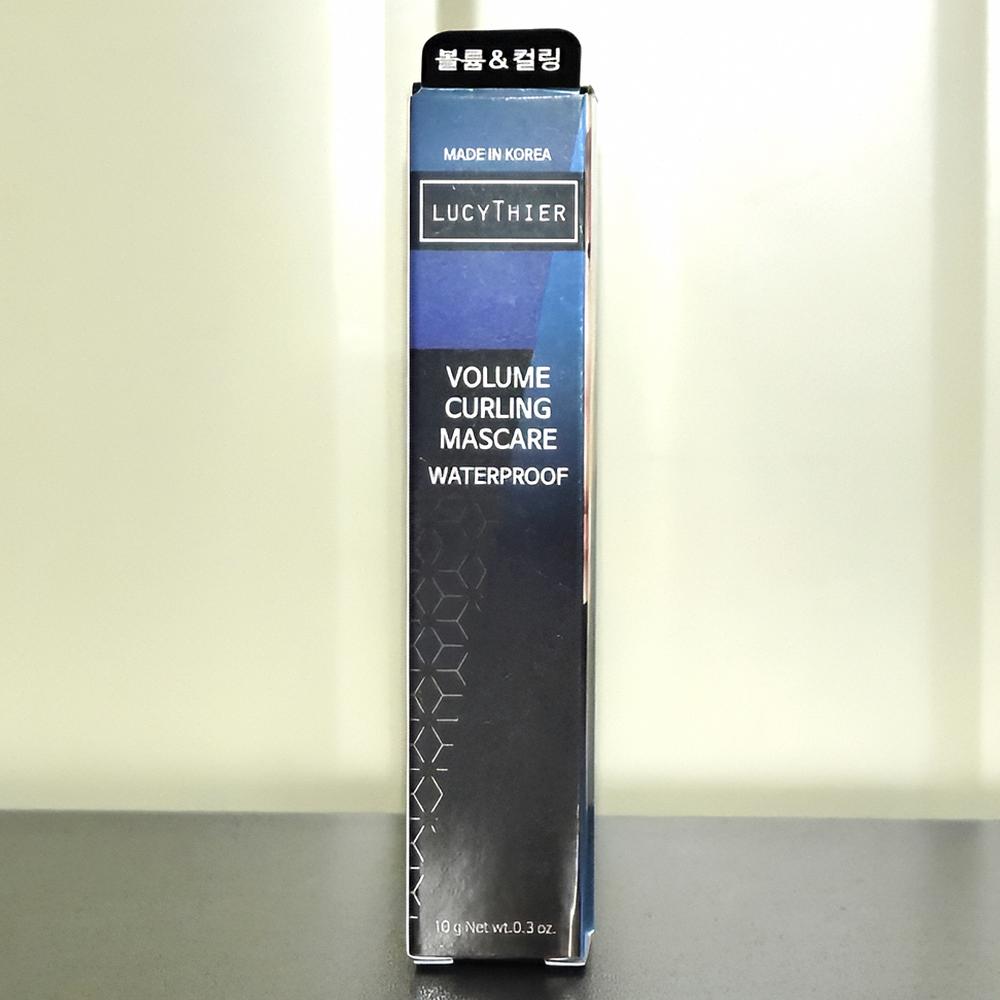 볼륨&컬링
MADE IN KOREA
LUCYTHIER
VOLUME
CURLING
MASCARE
WATERPROOF
10 g Net wt.0.3 oz.